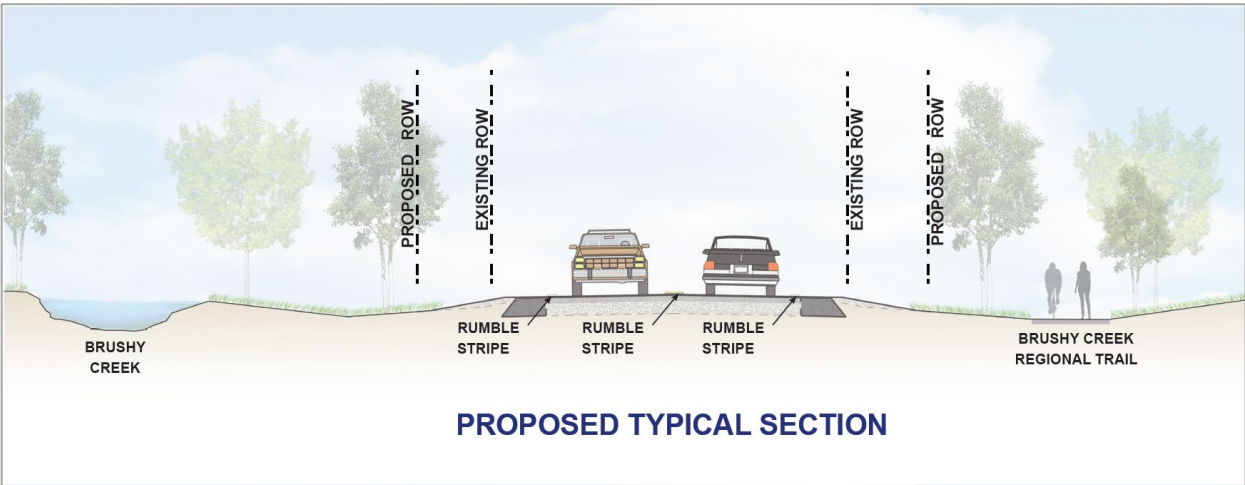 PROPOSED ROW
EXISTING ROW
EXISTING ROW
PROPOSED ROW
RUMBLE
STRIPE
RUMBLE
STRIPE
RUMBLE
STRIPE
BRUSHY
CREEK
BRUSHY CREEK
REGIONAL TRAIL
PROPOSED TYPICAL SECTION